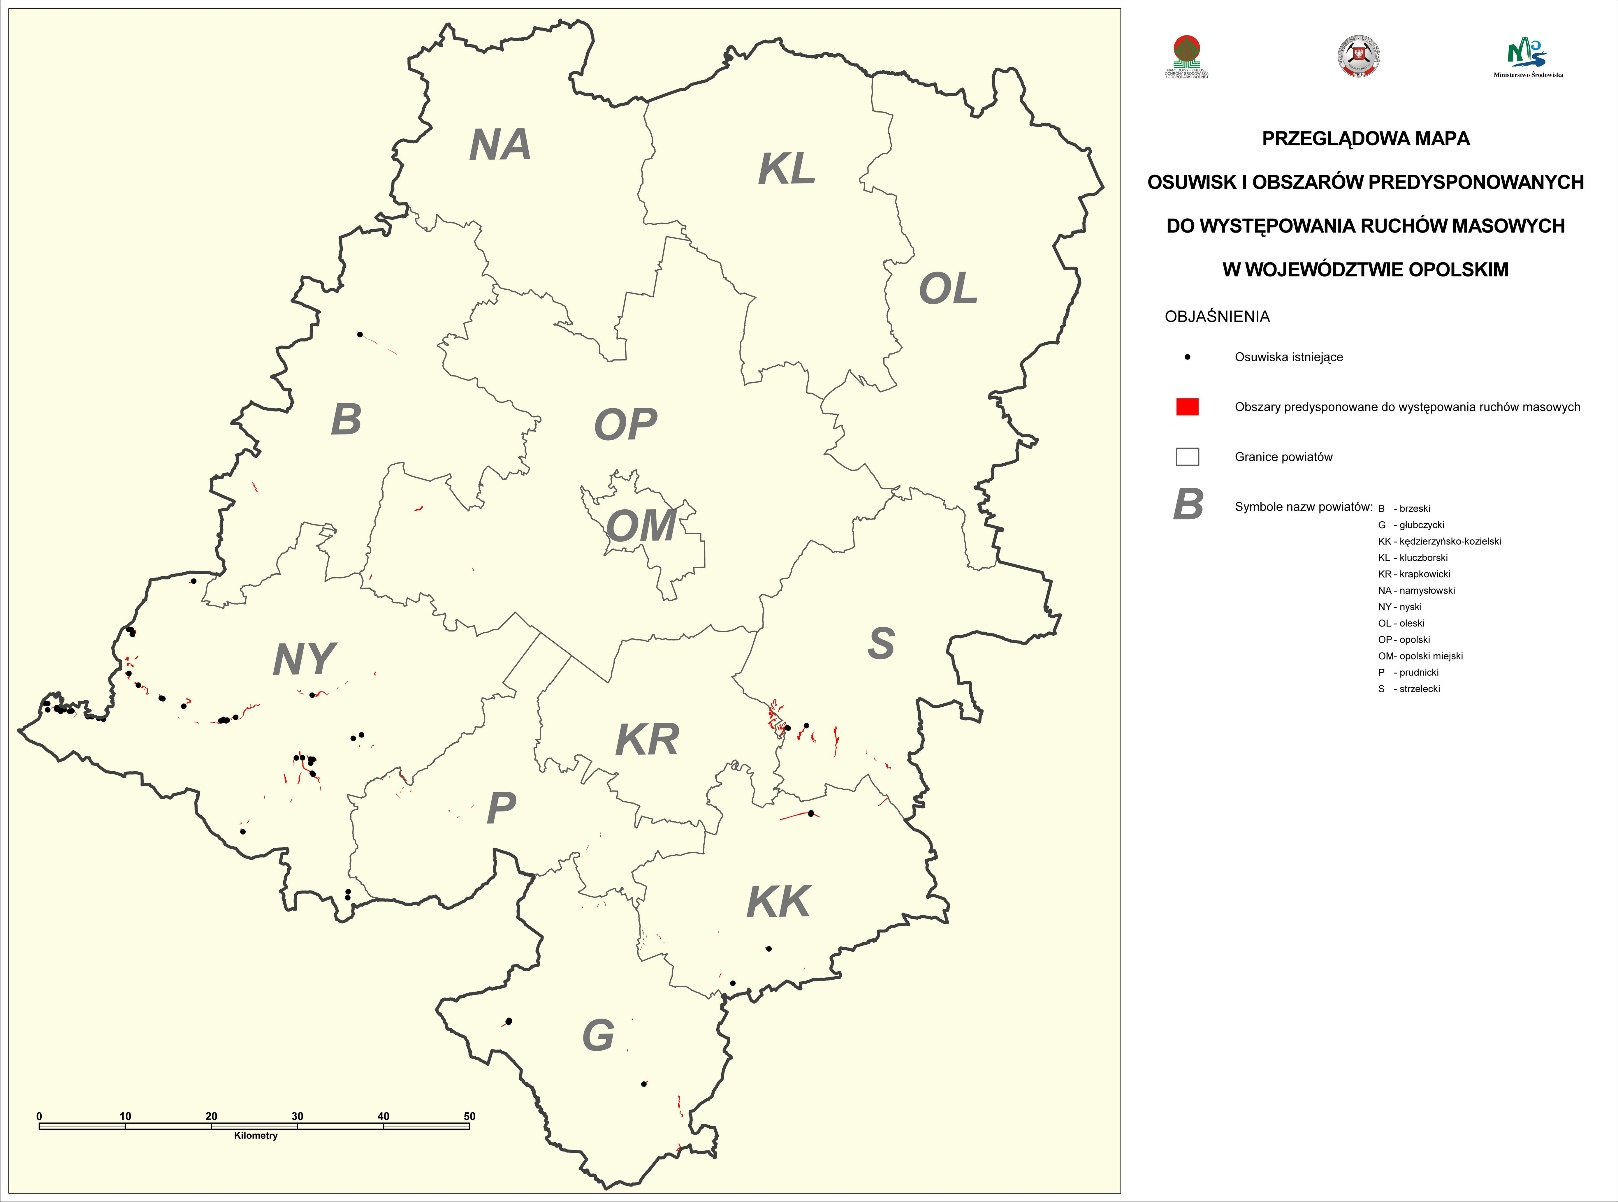 NA
KL
OL
B
OP
OM
NY
S
KR
P
KK
G
0 10 20 30 40 50
Kilometry
Ministerstwo Środowiska
PRZEGLĄDOWA MAPA
OSUWISK I OBSZARÓW PREDYSPONOWANYCH
DO WYSTĘPOWANIA RUCHÓW MASOWYCH
W WOJEWÓDZTWIE OPOLSKIM
OBJAŚNIENIA
Osuwiska istniejące
Obszary predysponowane do występowania ruchów masowych
Granice powiatów
B
Symbole nazw powiatów:
B - brzeski
G - głubczycki
KK - kędzierzyńsko-kozielski
KL - kluczborski
KR - krapkowicki
NA - namysłowski
NY - nyski
OL - oleski
OP - opolski
OM- opolski miejski
P - prudnicki
S - strzelecki